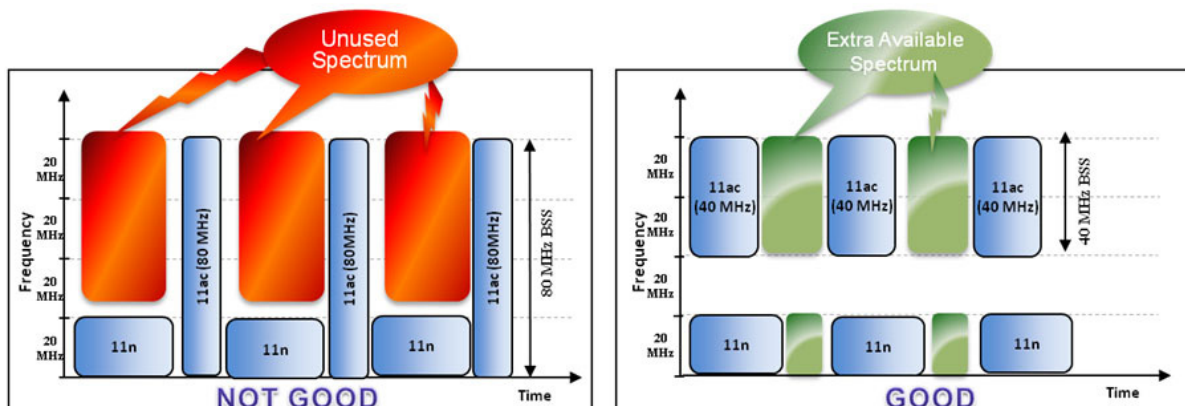 Unused
Spectrum
Frequency
20
MHz
20
MHz
20
MHz
20
MHz
11n
11ac (80 MHz)
11n
11ac (80MHz)
11n
11ac (80MHz)
80 MHz BSS
NOT GOOD
Time
Extra Available
Spectrum
Frequency
20
MHz
20
MHz
20
MHz
20
MHz
11ac
(40 MHz)
11ac
(40 MHz)
11ac
(40 MHz)
40 MHz BSS
11n
11n
11n
GOOD
Time